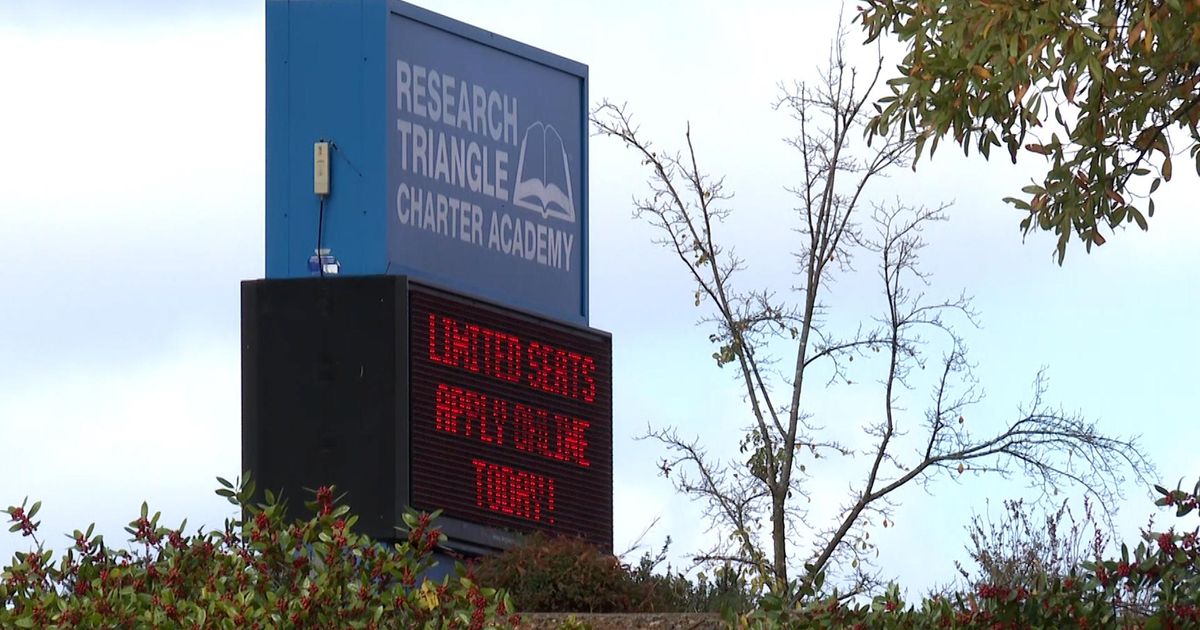 RESEARCH
TRIANGLE
CHARTER ACADEMY
LIMITED SEATS
APPLY ONLINE
TODAY!